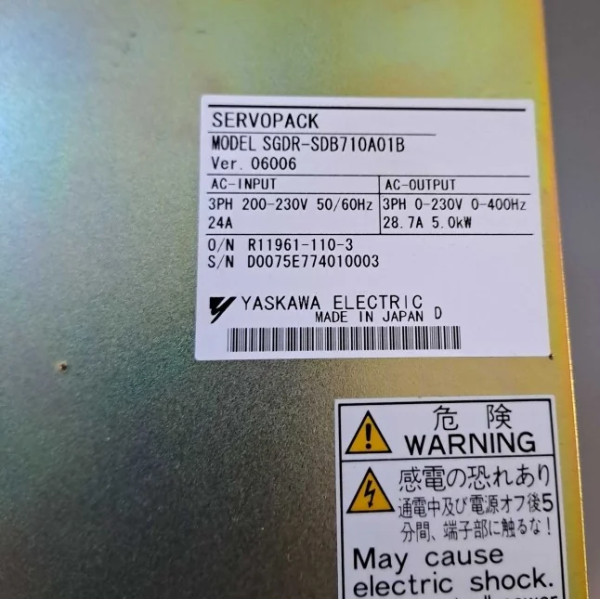 SERVOPACK
MODEL SGDR-SDB710A01B
Ver. 06006
AC-INPUT AC-OUTPUT
3PH 200-230V 50/60Hz 3PH 0-230V 0-400Hz
24A 28.7A 5.0kW
O/N R11961-110-3
S/N D0075E774010003
YASKAWA ELECTRIC
MADE IN JAPAN D
危険
WARNING
感電の恐れあり
通電中及び電源オフ後5
分間、端子部に触るな!
May cause
electric shock.